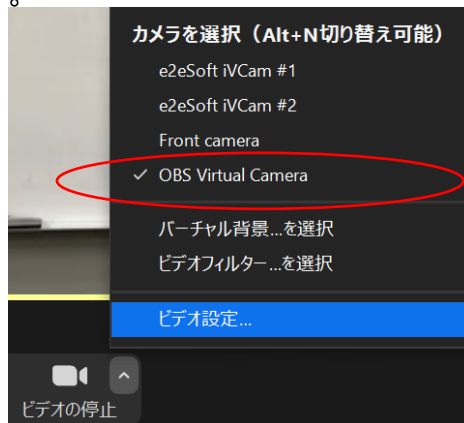 。
カメラを選択（Alt+N切り替え可能）
e2eSoft iVCam #1
e2eSoft iVCam #2
Front camera
✓ OBS Virtual Camera
バーチャル背景...を選択
ビデオフィルター...を選択
ビデオ設定...
ビデオの停止